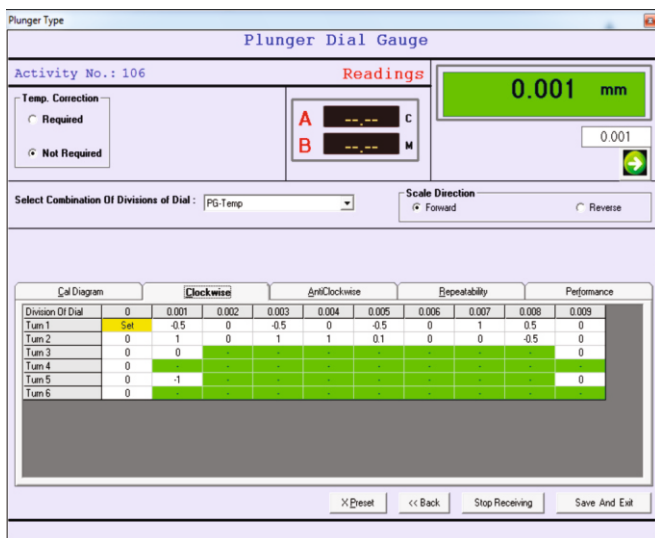 Plunger Type
Plunger Dial Gauge
Activity No.: 106
Readings
0.001 mm
Temp. Correction
Required
Not Required
A --.-- C
B --.-- M
0.001
Select Combination Of Divisions of Dial : PG-Temp
Scale Direction
Forward Reverse
Cal Diagram Clockwise AntiClockwise Repeatability Performance
Division Of Dial 0 0.001 0.002 0.003 0.004 0.005 0.006 0.007 0.008 0.009
Turn 1 Set -0.5 0 -0.5 0 -0.5 0 1 0.5 0
Turn 2 0 1 0 1 1 0.1 0 0 -0.5 0
Turn 3 0 0 - - - - - - - 0
Turn 4 0 - - - - - - - - -
Turn 5 0 -1 - - - - - - - 0
Turn 6 0 - - - - - - - - -
X Preset << Back Stop Receiving Save And Exit